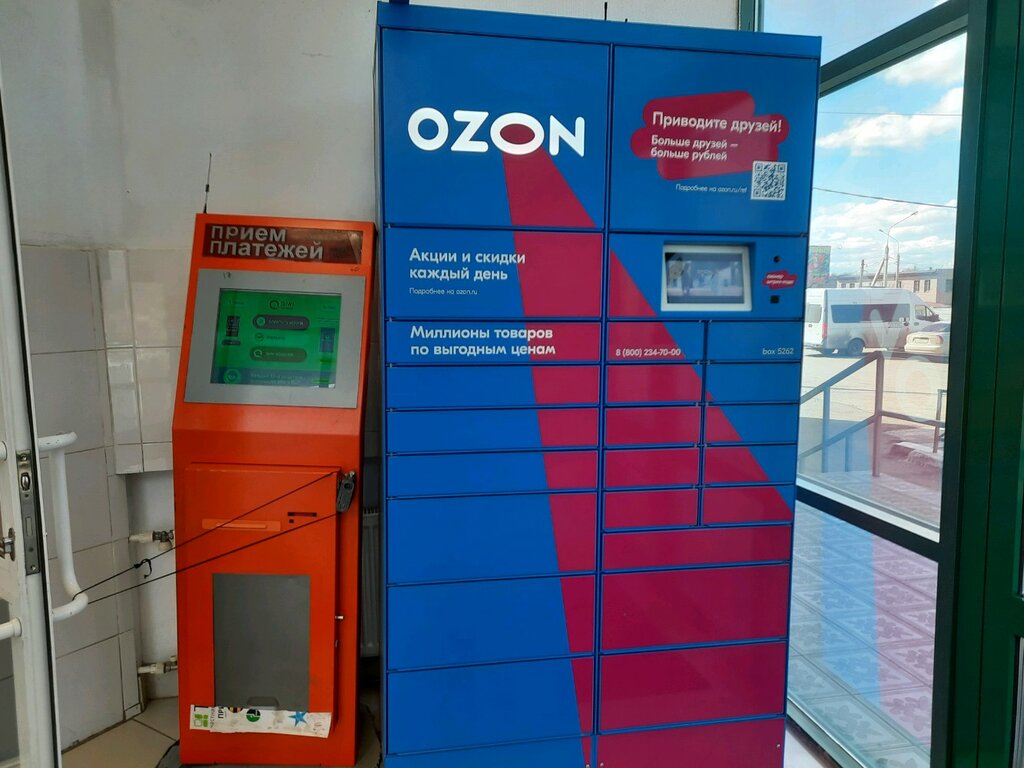 прием
платежей
OZON
Приводите друзей!
Больше друзей —
больше рублей
Подробнее на ozon.ru/ref
Акции и скидки
каждый день
Подробнее на ozon.ru
Миллионы товаров
по выгодным ценам
8 (800) 234-70-00
box 5262